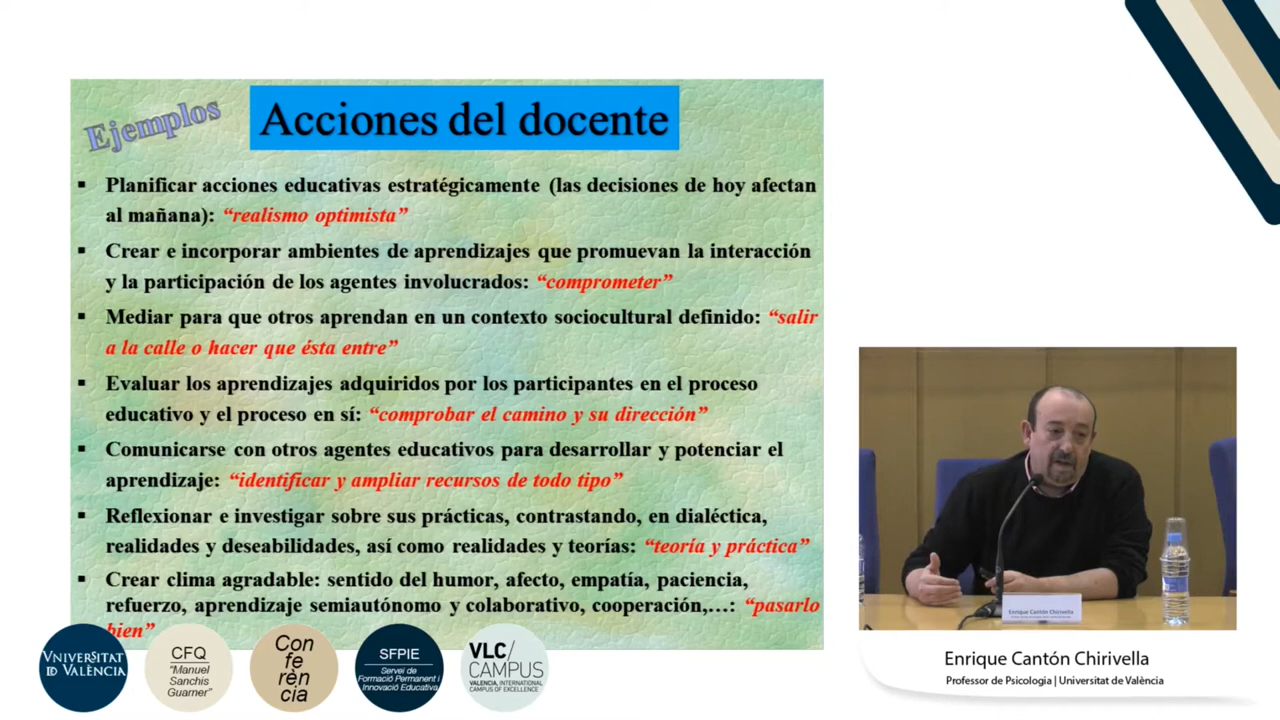 Ejemplos
Acciones del docente
▪ Planificar acciones educativas estratégicamente (las decisiones de hoy afectan
al mañana): “realismo optimista”
▪ Crear e incorporar ambientes de aprendizajes que promuevan la interacción
y la participación de los agentes involucrados: “comprometer”
▪ Mediar para que otros aprendan en un contexto sociocultural definido: “salir
a la calle o hacer que ésta entre”
▪ Evaluar los aprendizajes adquiridos por los participantes en el proceso
educativo y el proceso en sí: “comprobar el camino y su dirección”
▪ Comunicarse con otros agentes educativos para desarrollar y potenciar el
aprendizaje: “identificar y ampliar recursos de todo tipo”
▪ Reflexionar e investigar sobre sus prácticas, contrastando, en dialéctica,
realidades y deseabilidades, así como realidades y teorías: “teoría y práctica”
▪ Crear clima agradable: sentido del humor, afecto, empatía, paciencia,
refuerzo, aprendizaje semiautónomo y colaborativo, cooperación,…: “pasarlo
bien”
VNIVERSITAT
ID VALÈNCIA
CFQ
“Manuel
Sanchis
Guarner”
Con
fe
rèn
cia
SFPIE
Servei de
Formació Permanent i
Innovació Educativa
VLC/
CAMPUS
VALENCIA, INTERNATIONAL
CAMPUS OF EXCELLENCE
Enrique Cantón Chirivella
Enrique Cantón Chirivella
Professor de Psicologia | Universitat de València